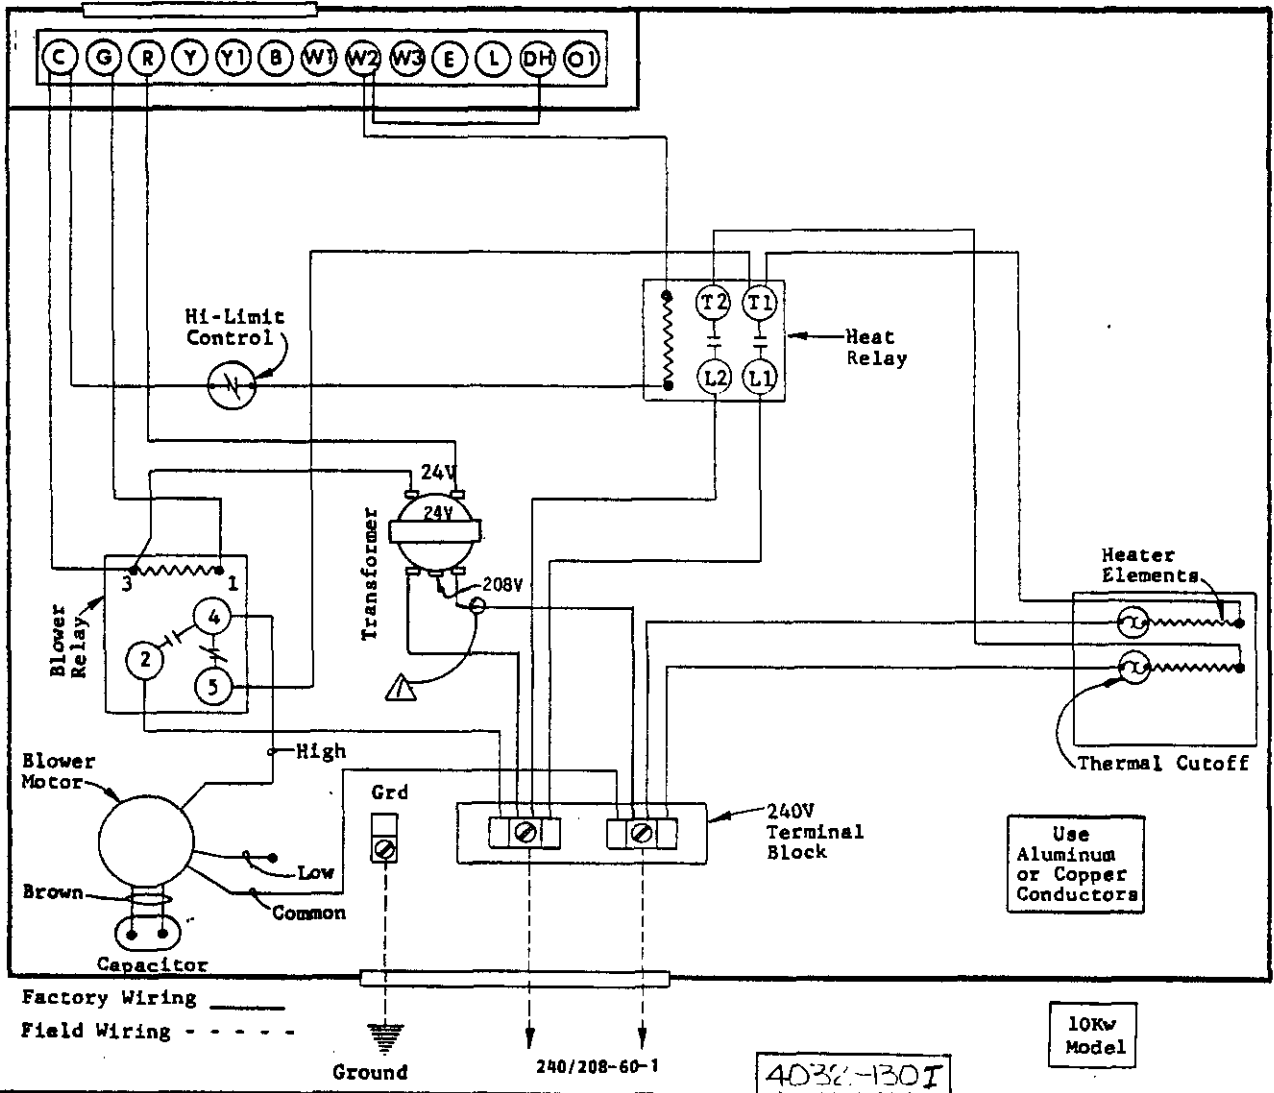 C G R Y Y1 B W1 W2 W3 E L DH O1
Hi-Limit
Control
T2 T1
L2 L1
Heat
Relay
24V
24V
208V
Transformer
3 1
4
2
5
Blower
Relay
Heater
Elements
Thermal Cutoff
High
Blower
Motor
Low
Common
Brown
Capacitor
Grd
240V
Terminal
Block
Use
Aluminum
or Copper
Conductors
Factory Wiring
Field Wiring
Ground
240/208-60-1
10Kw
Model